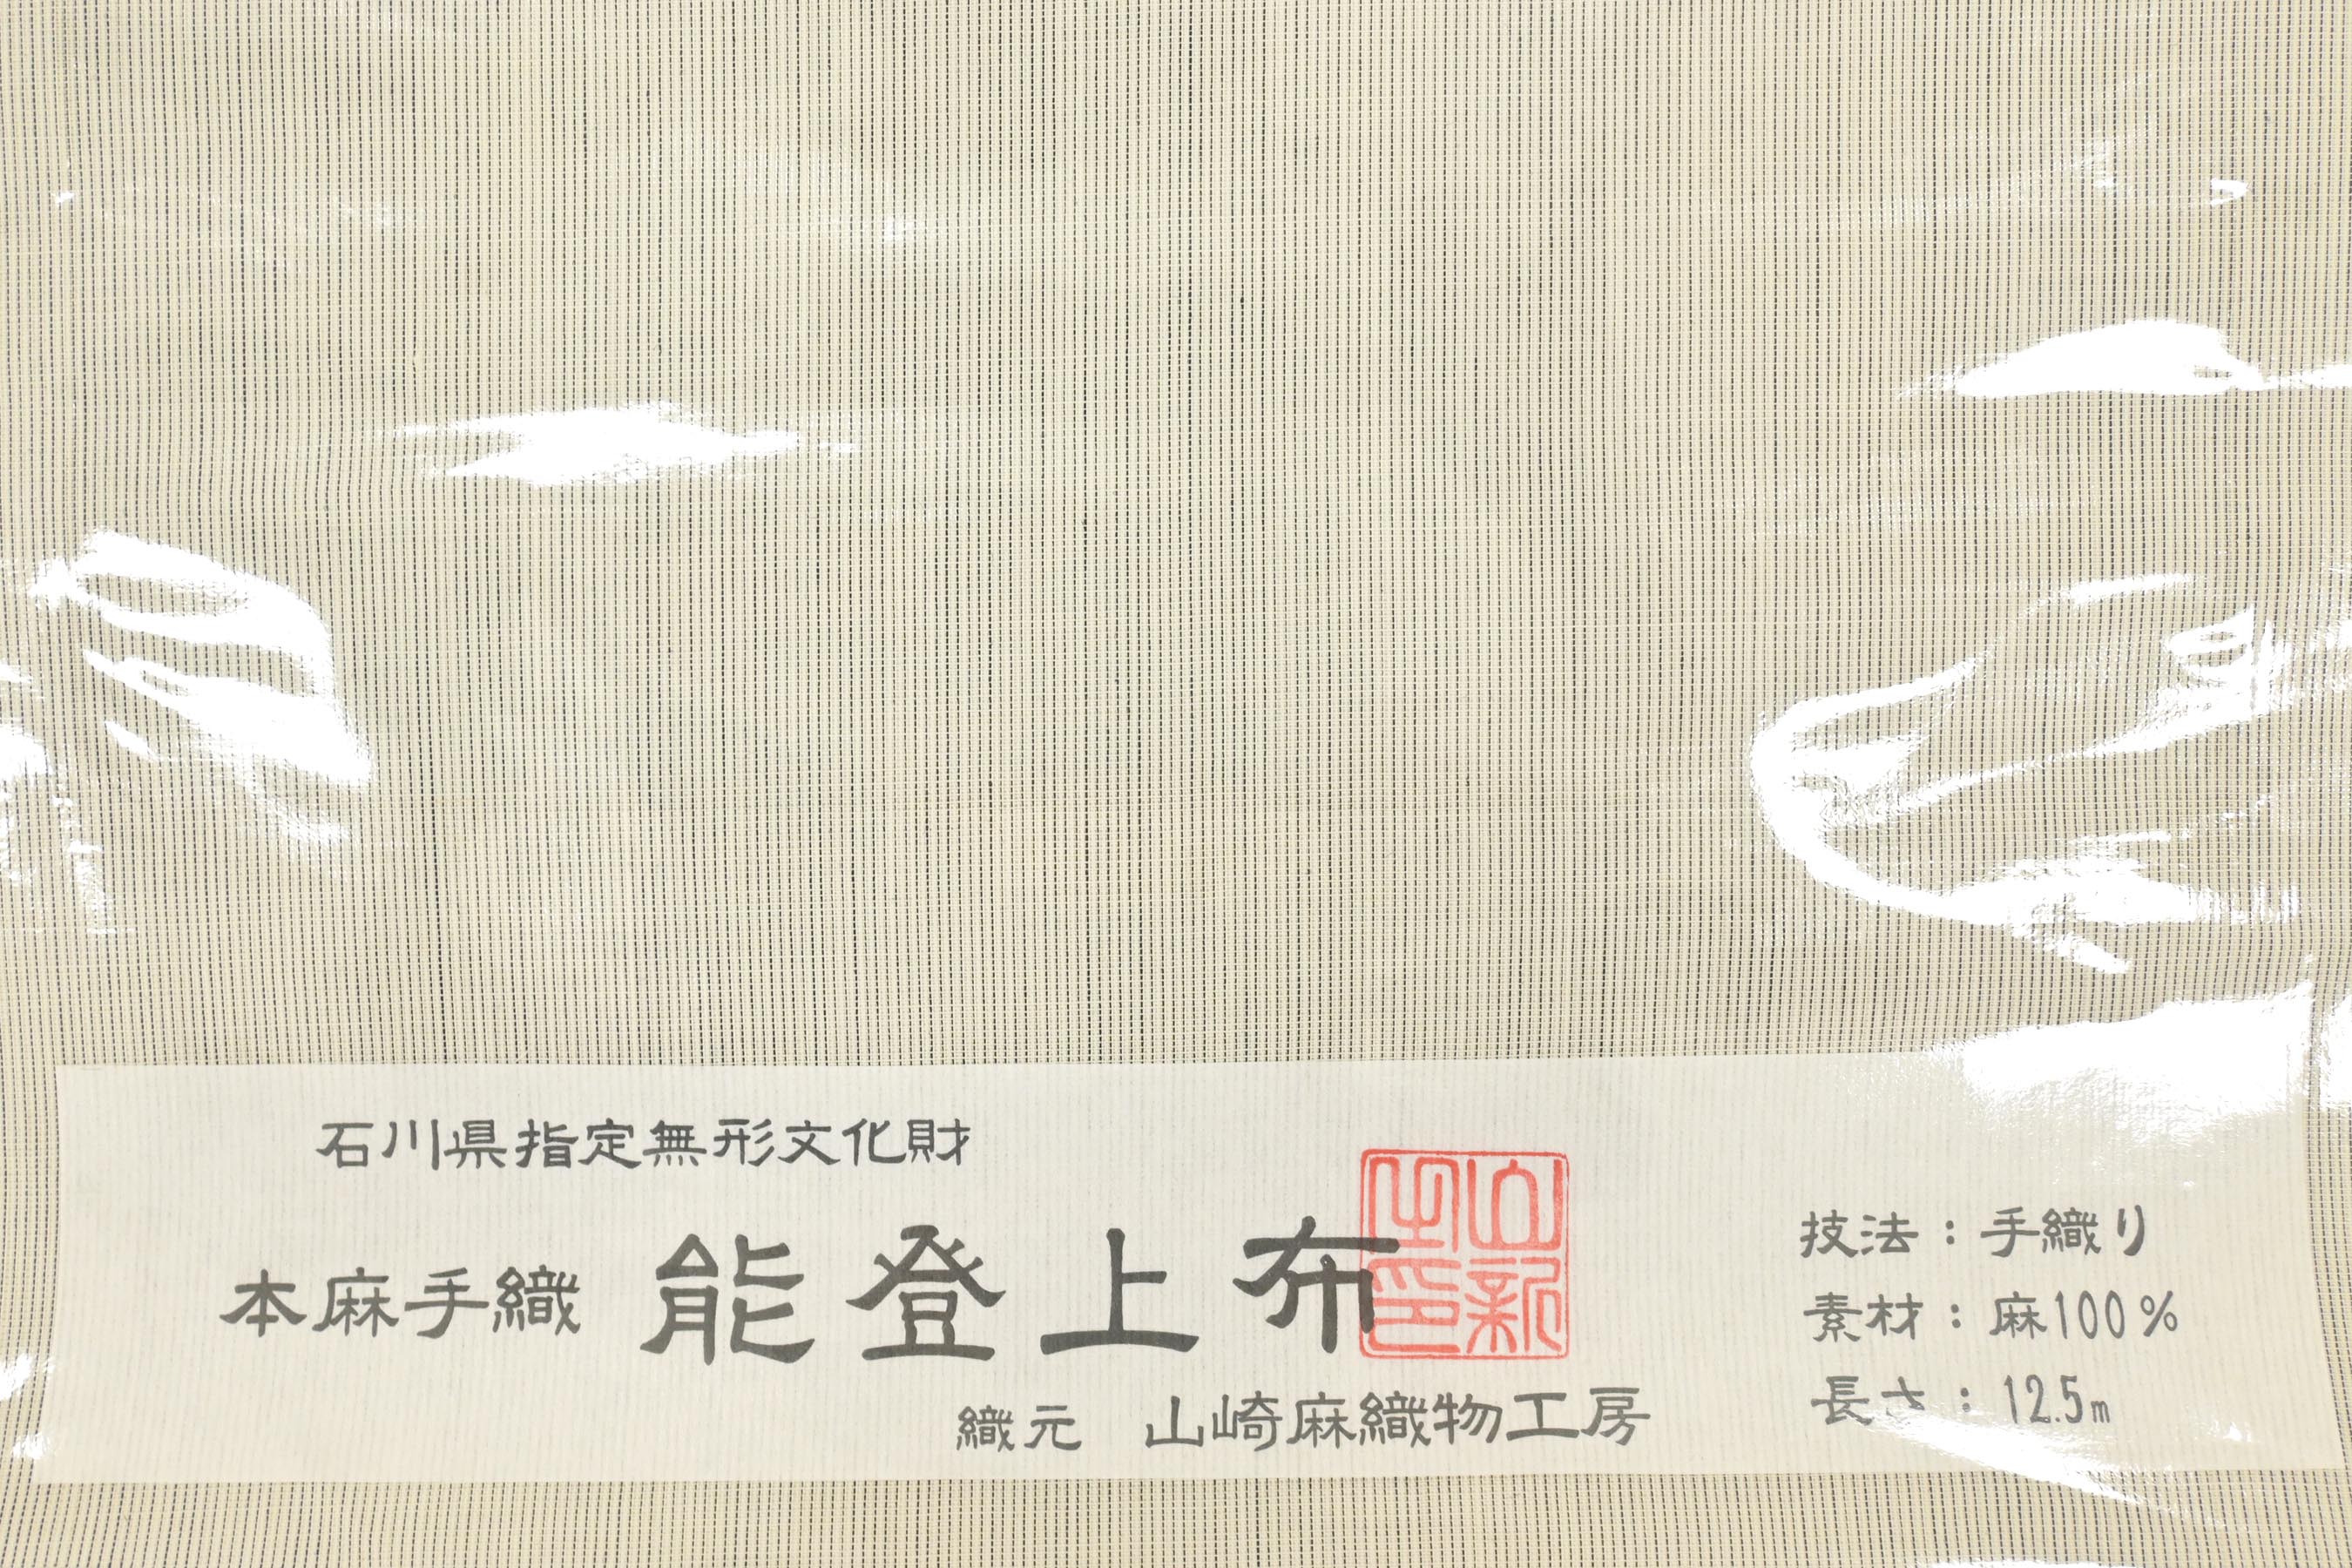 石川県指定無形文化財
本麻手織 能登上布
織元 山崎麻織物工房
技法：手織り
素材：麻100%
長さ：12.5m